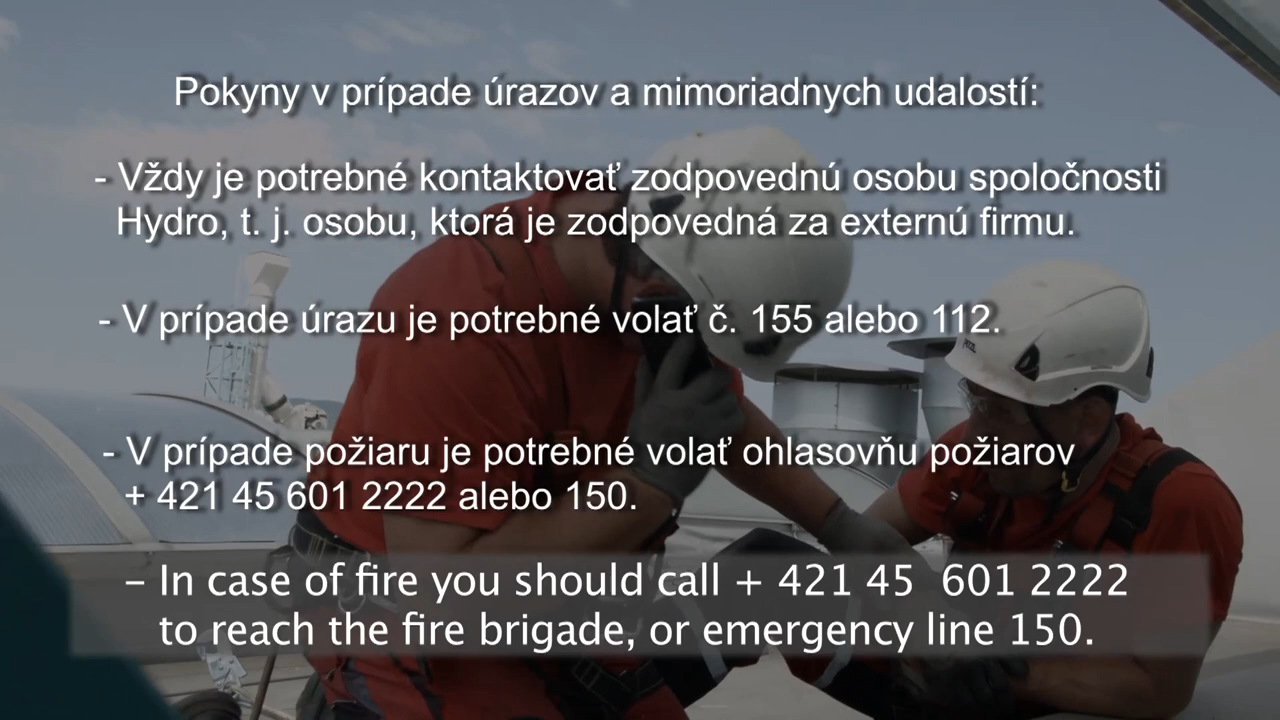 Pokyny v prípade úrazov a mimoriadnych udalostí:
- Vždy je potrebné kontaktovať zodpovednú osobu spoločnosti
Hydro, t. j. osobu, ktorá je zodpovedná za externú firmu.
- V prípade úrazu je potrebné volať č. 155 alebo 112.
- V prípade požiaru je potrebné volať ohlasovňu požiarov
+ 421 45 601 2222 alebo 150.
– In case of fire you should call + 421 45  601 2222
to reach the fire brigade, or emergency line 150.
PETZL